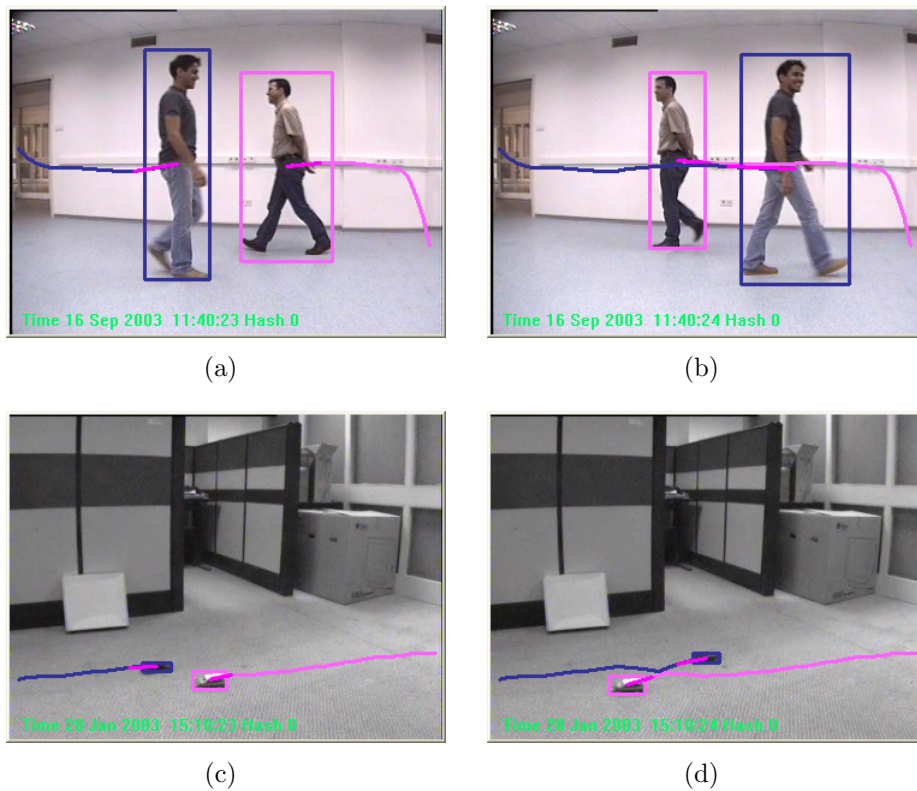 Time 16 Sep 2003 11:40:23 Hash 0
Time 16 Sep 2003 11:40:24 Hash 0
(a)
(b)
Time 28 Jan 2003 15:10:23 Hash 0
Time 28 Jan 2003 15:10:24 Hash 0
(c)
(d)